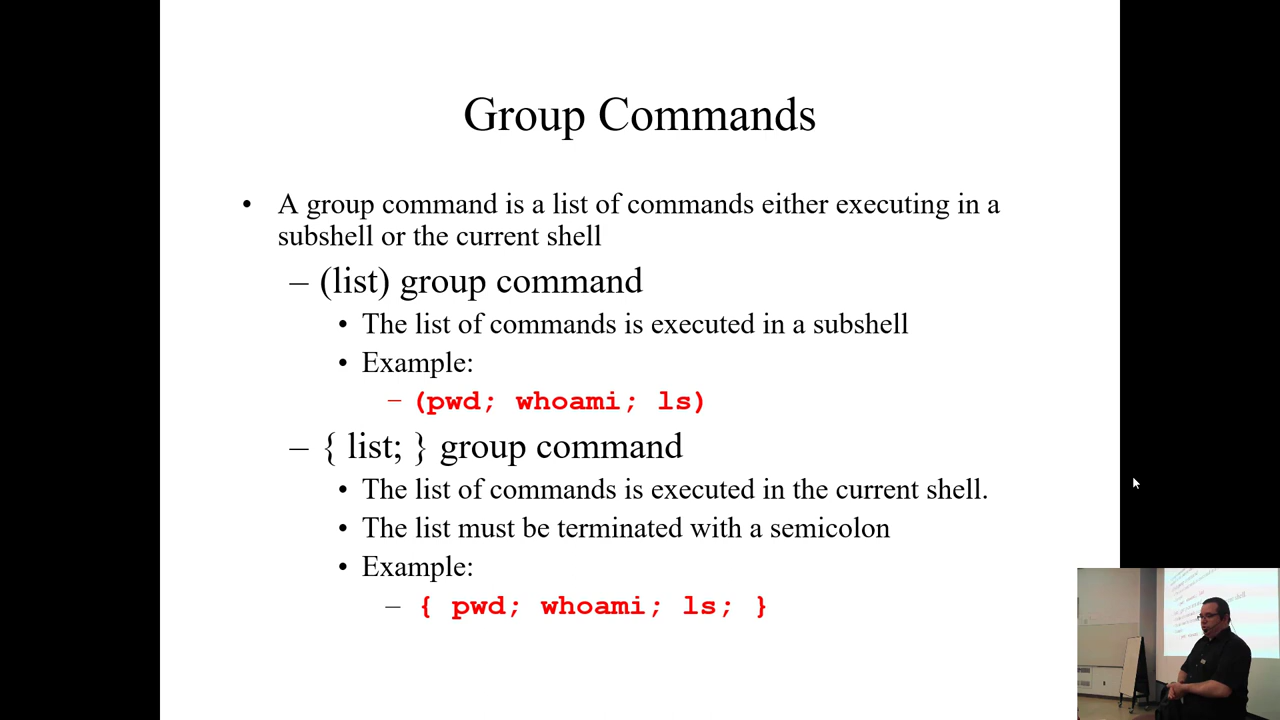 Group Commands
• A group command is a list of commands either executing in a
subshell or the current shell
– (list) group command
• The list of commands is executed in a subshell
• Example:
– (pwd; whoami; ls)
– { list; } group command
• The list of commands is executed in the current shell.
• The list must be terminated with a semicolon
• Example:
– { pwd; whoami; ls; }